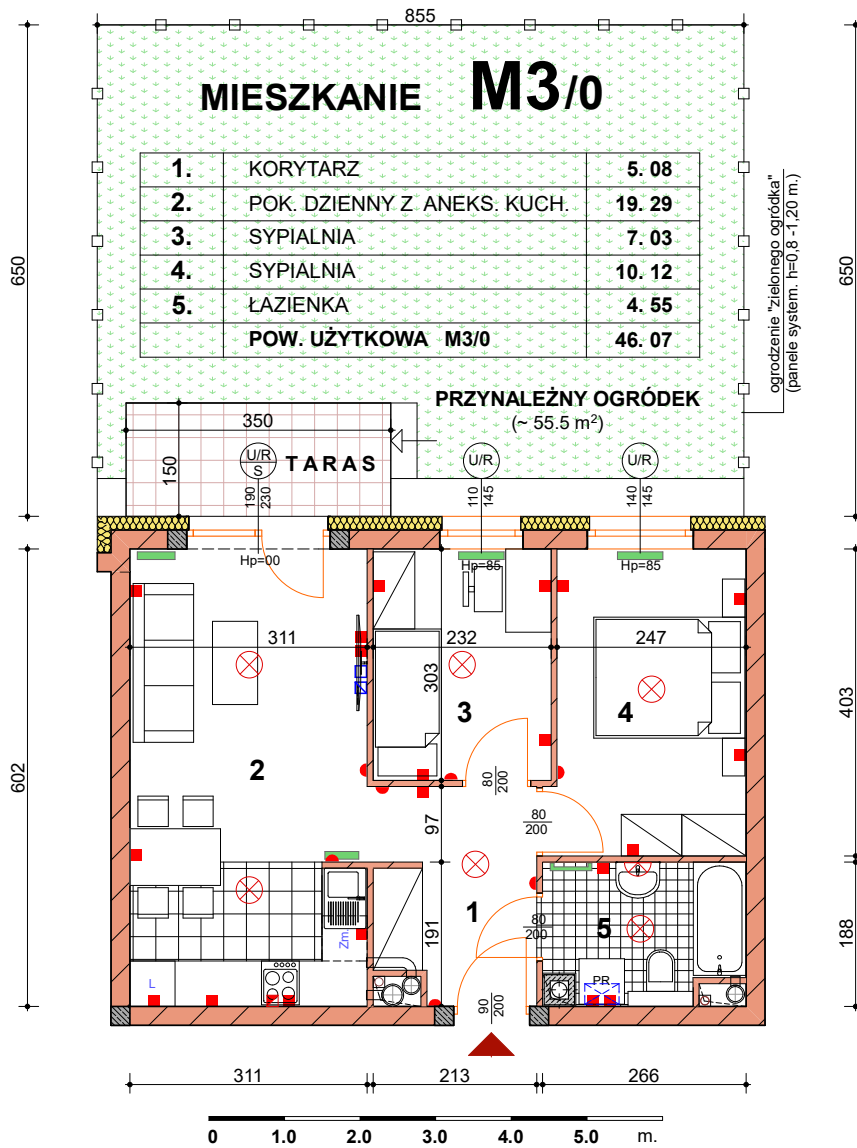 855
MIESZKANIE M3/0
1. KORYTARZ 5. 08
2. POK. DZIENNY Z ANEKS. KUCH. 19. 29
3. SYPIALNIA 7. 03
4. SYPIALNIA 10. 12
5. ŁAZIENKA 4. 55
POW. UŻYTKOWA M3/0 46. 07
650
650
ogrodzenie "zielonego ogródka"
(panele system. h=0,8 -1,20 m.)
PRZYNALEŻNY OGRÓDEK
(~ 55.5 m²)
350
150
U/R
S
TARAS
190
230
U/R
110
145
U/R
140
145
Hp=00
Hp=85
Hp=85
311
232
247
303
403
602
2
3
4
80
200
80
200
97
1
191
80
200
5
188
Zm.
L
PR
90
200
311
213
266
0 1.0 2.0 3.0 4.0 5.0 m.